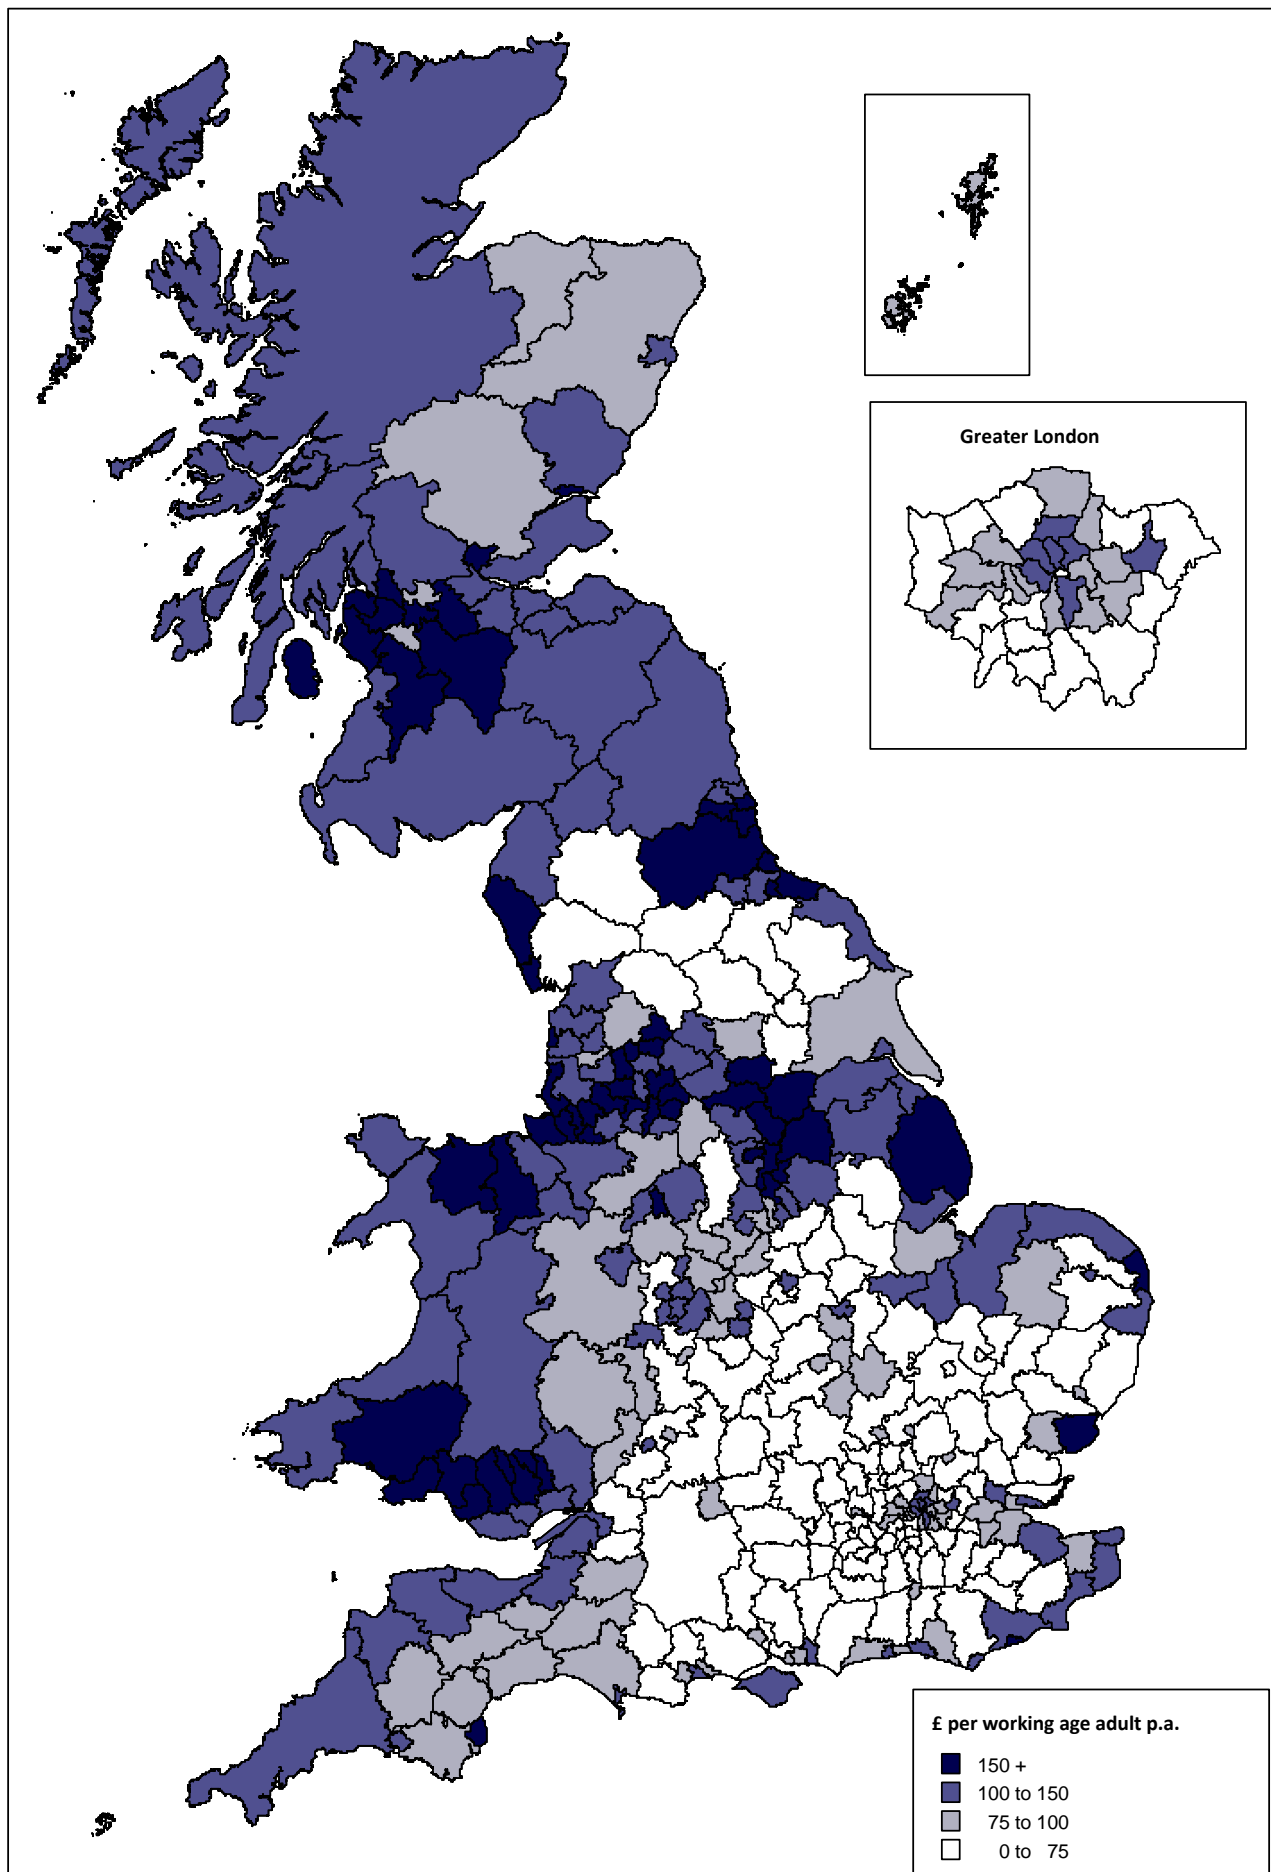 Greater London
£ per working age adult p.a.
150 +
100 to 150
75 to 100
0 to 75